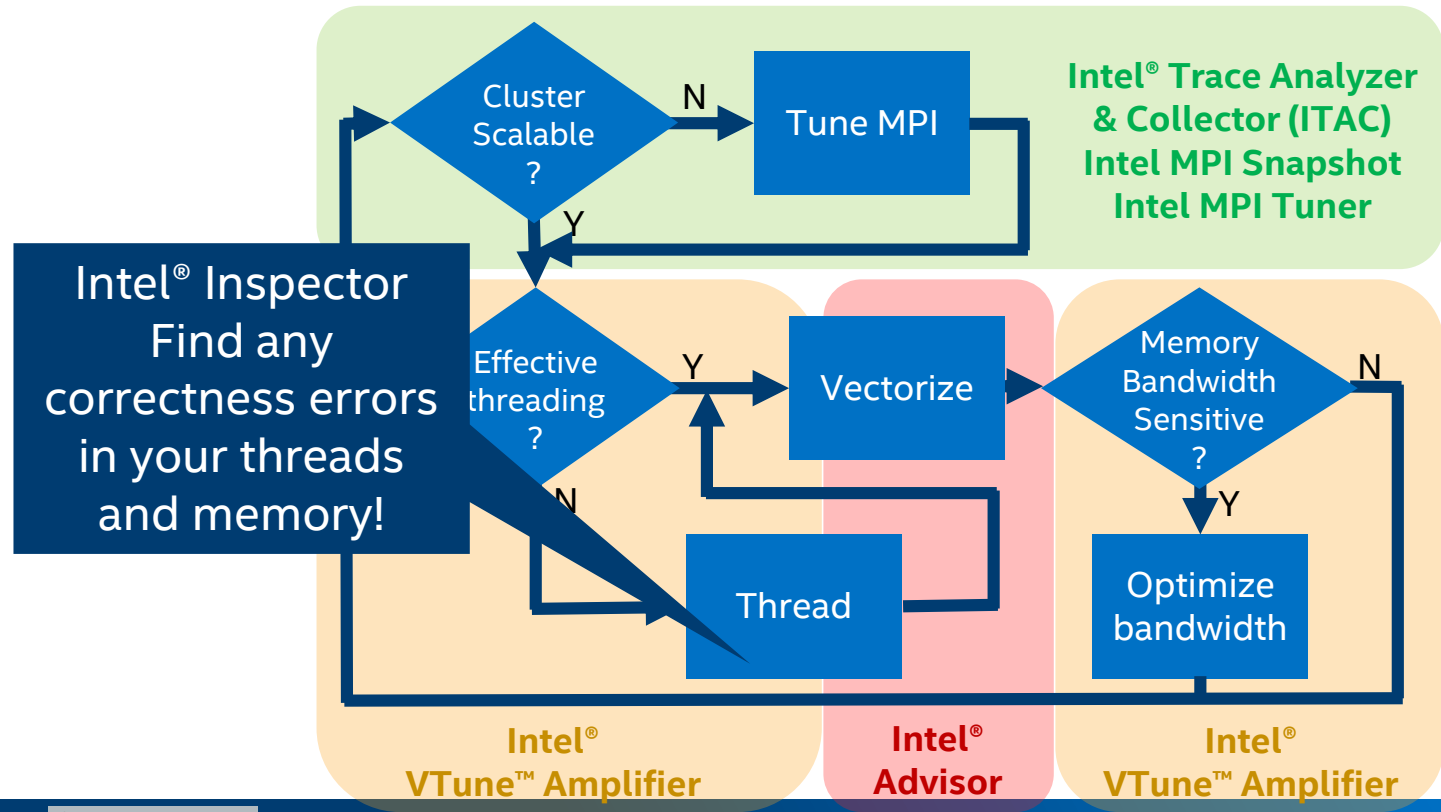 Cluster
Scalable
?
N
Tune MPI
Intel® Trace Analyzer
& Collector (ITAC)
Intel MPI Snapshot
Intel MPI Tuner
Y
Intel® Inspector
Find any
correctness errors
in your threads
and memory!
Effective
threading
?
Y
Vectorize
Memory
Bandwidth
Sensitive
?
N
N
Y
Thread
Optimize
bandwidth
Intel®
VTune™ Amplifier
Intel®
Advisor
Intel®
VTune™ Amplifier